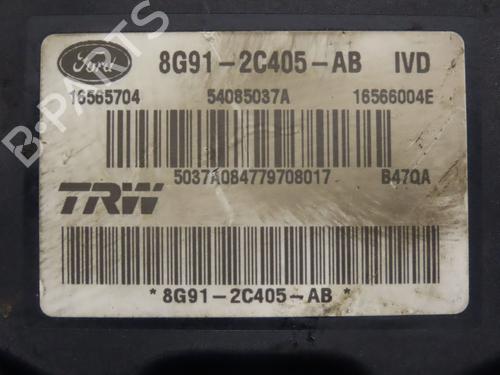 Ford 8G91-2C405-AB IVD
16565704 54085037A 16566004E
5037A084779708017 B47QA
TRW
*8G91-2C405-AB*
B-PARTS